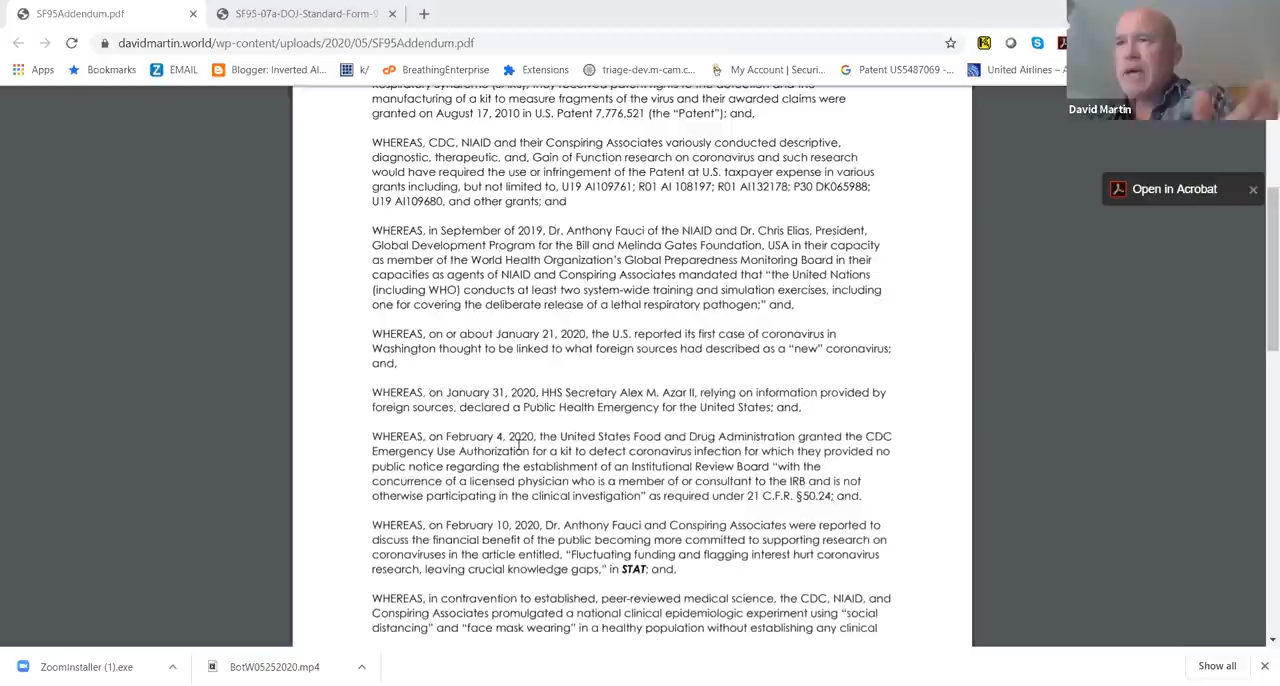 SF95Addendum.pdf
SF95-07a-DOJ-Standard-Form-9
davidmartin.world/wp-content/uploads/2020/05/SF95Addendum.pdf
Apps Bookmarks EMAIL Blogger: Inverted Al... k/ BreathingEnterprise Extensions triage-dev.m-cam.c... My Account | Securi... Patent US5487069 -... United Airlines –
David Martin
Open in Acrobat
manufacturing of a kit to measure fragments of the virus and their awarded claims were
granted on August 17, 2010 in U.S. Patent 7,776,521 (the “Patent”); and,
WHEREAS, CDC, NIAID and their Conspiring Associates variously conducted descriptive,
diagnostic, therapeutic, and, Gain of Function research on coronavirus and such research
would have required the use or infringement of the Patent at U.S. taxpayer expense in various
grants including, but not limited to, U19 AI109761; R01 AI 108197; R01 AI132178; P30 DK065988;
U19 AI109680, and other grants; and
WHEREAS, in September of 2019, Dr. Anthony Fauci of the NIAID and Dr. Chris Elias, President,
Global Development Program for the Bill and Melinda Gates Foundation, USA in their capacity
as member of the World Health Organization’s Global Preparedness Monitoring Board in their
capacities as agents of NIAID and Conspiring Associates mandated that “the United Nations
(including WHO) conducts at least two system-wide training and simulation exercises, including
one for covering the deliberate release of a lethal respiratory pathogen;” and,
WHEREAS, on or about January 21, 2020, the U.S. reported its first case of coronavirus in
Washington thought to be linked to what foreign sources had described as a “new” coronavirus;
and,
WHEREAS, on January 31, 2020, HHS Secretary Alex M. Azar II, relying on information provided by
foreign sources, declared a Public Health Emergency for the United States; and,
WHEREAS, on February 4, 2020, the United States Food and Drug Administration granted the CDC
Emergency Use Authorization for a kit to detect coronavirus infection for which they provided no
public notice regarding the establishment of an Institutional Review Board “with the
concurrence of a licensed physician who is a member of or consultant to the IRB and is not
otherwise participating in the clinical investigation” as required under 21 C.F.R. §50.24; and.
WHEREAS, on February 10, 2020, Dr. Anthony Fauci and Conspiring Associates were reported to
discuss the financial benefit of the public becoming more committed to supporting research on
coronaviruses in the article entitled, “Fluctuating funding and flagging interest hurt coronavirus
research, leaving crucial knowledge gaps,” in STAT; and,
WHEREAS, in contravention to established, peer-reviewed medical science, the CDC, NIAID, and
Conspiring Associates promulgated a national clinical epidemiologic experiment using “social
distancing” and “face mask wearing” in a healthy population without establishing any clinical
ZoomInstaller (1).exe
BotW05252020.mp4
Show all